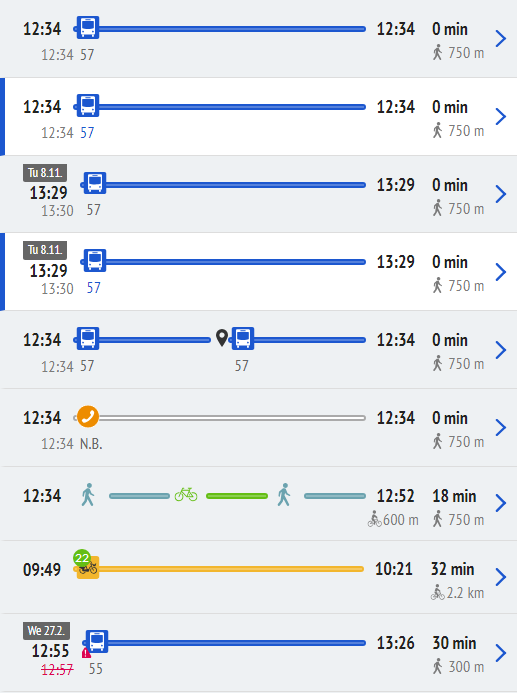 12:34 12:34 0 min
12:34 57 750 m
12:34 12:34 0 min
12:34 57 750 m
Tu 8.11.
13:29 13:29 0 min
13:30 57 750 m
Tu 8.11.
13:29 13:29 0 min
13:30 57 750 m
12:34 12:34 0 min
12:34 57 57 750 m
12:34 12:34 0 min
12:34 N.B. 750 m
12:34 12:52 18 min
600 m 750 m
22
09:49 10:21 32 min
2.2 km
We 27.2.
12:55 13:26 30 min
12:57 55 300 m